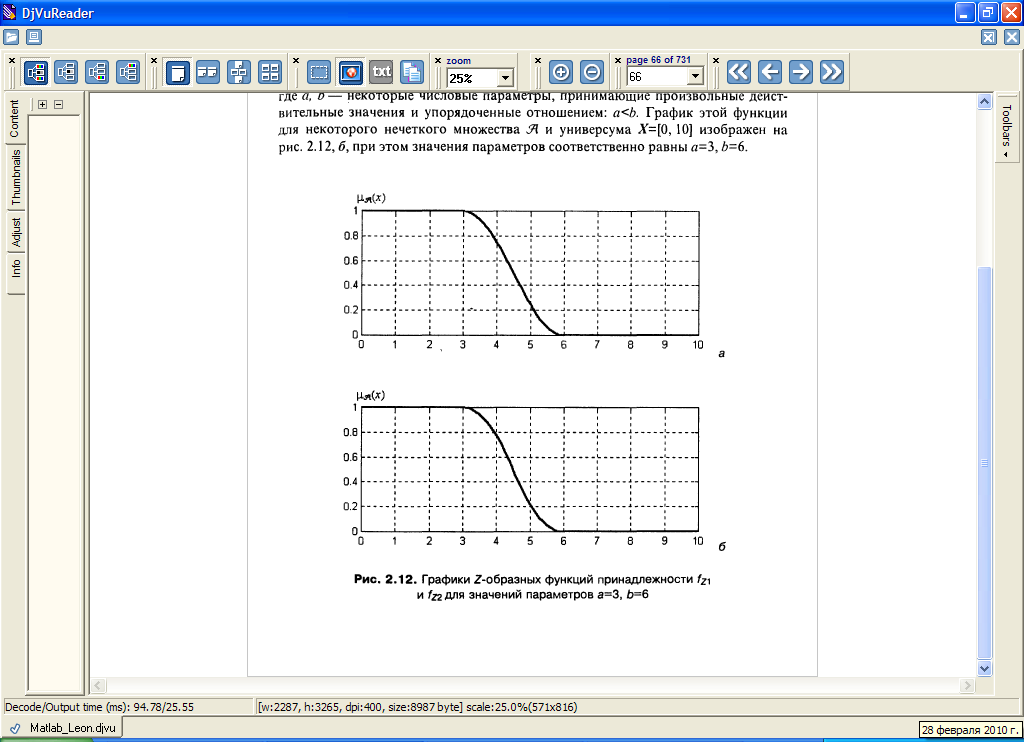 DjVuReader
zoom
25%
txt
page 66 of 731
66
Content
Thumbnails
Adjust
Info
Toolbars
где a, b — некоторые числовые параметры, принимающие произвольные дейст-
вительные значения и упорядоченные отношением: a<b. График этой функции
для некоторого нечеткого множества 𝒜 и универсума X=[0, 10] изображен на
рис. 2.12, б, при этом значения параметров соответственно равны a=3, b=6.
μ𝒜(x)
1
0.8
0.6
0.4
0.2
0
0 1 2 3 4 5 6 7 8 9 10
а
μ𝒜(x)
1
0.8
0.6
0.4
0.2
0
0 1 2 3 4 5 6 7 8 9 10
б
Рис. 2.12. Графики Z-образных функций принадлежности fZ1
и fZ2 для значений параметров a=3, b=6
Decode/Output time (ms): 94.78/25.55
[w:2287, h:3265, dpi:400, size:8987 byte] scale:25.0%(571x816)
Matlab_Leon.djvu
28 февраля 2010 г.